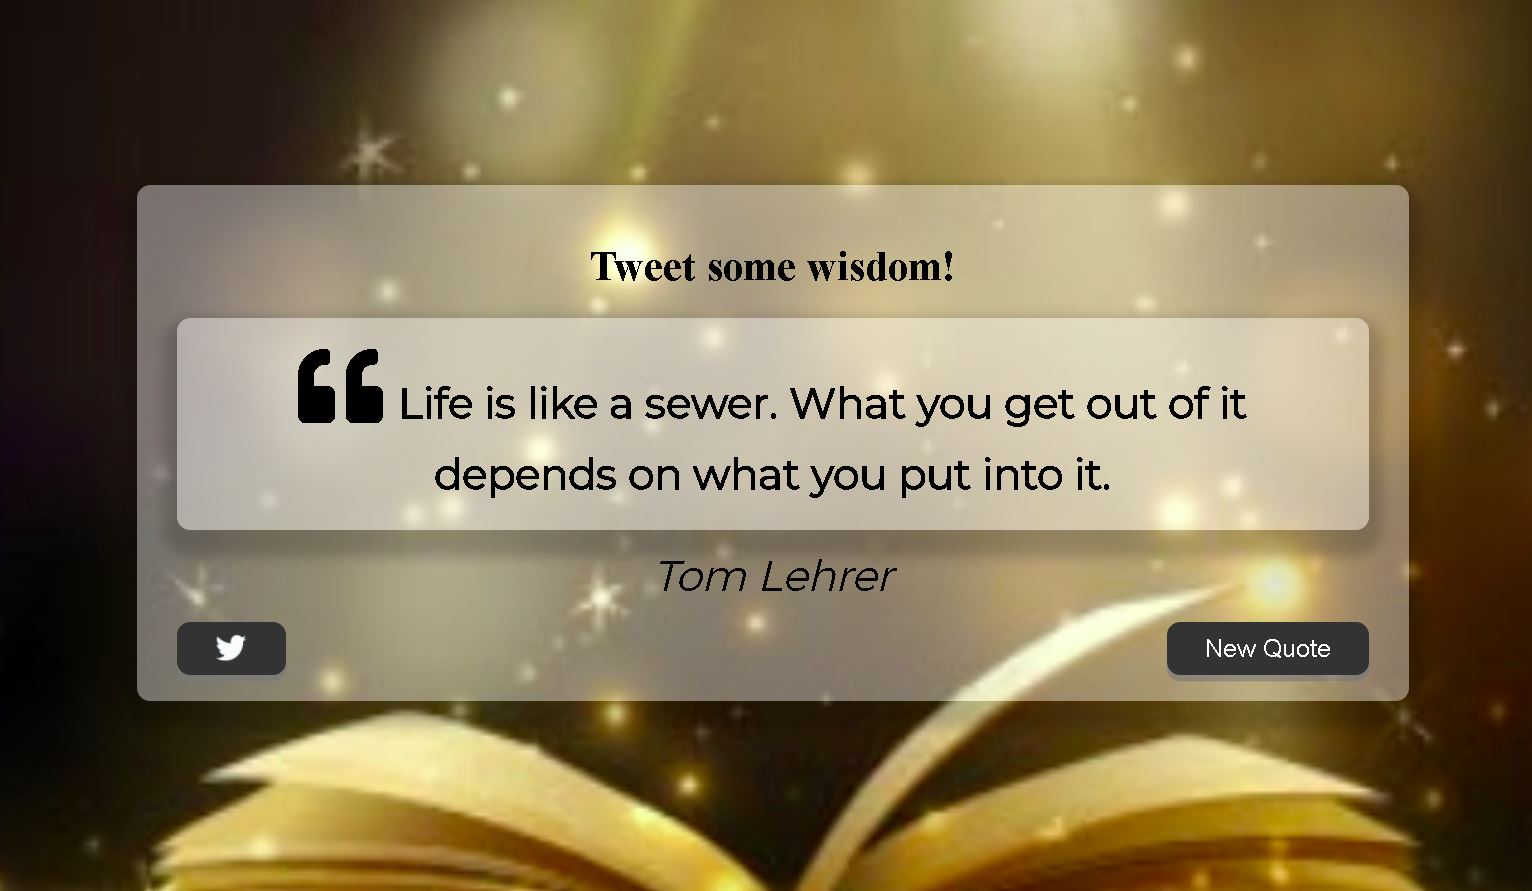 Tweet some wisdom!
Life is like a sewer. What you get out of it
depends on what you put into it.
Tom Lehrer
New Quote